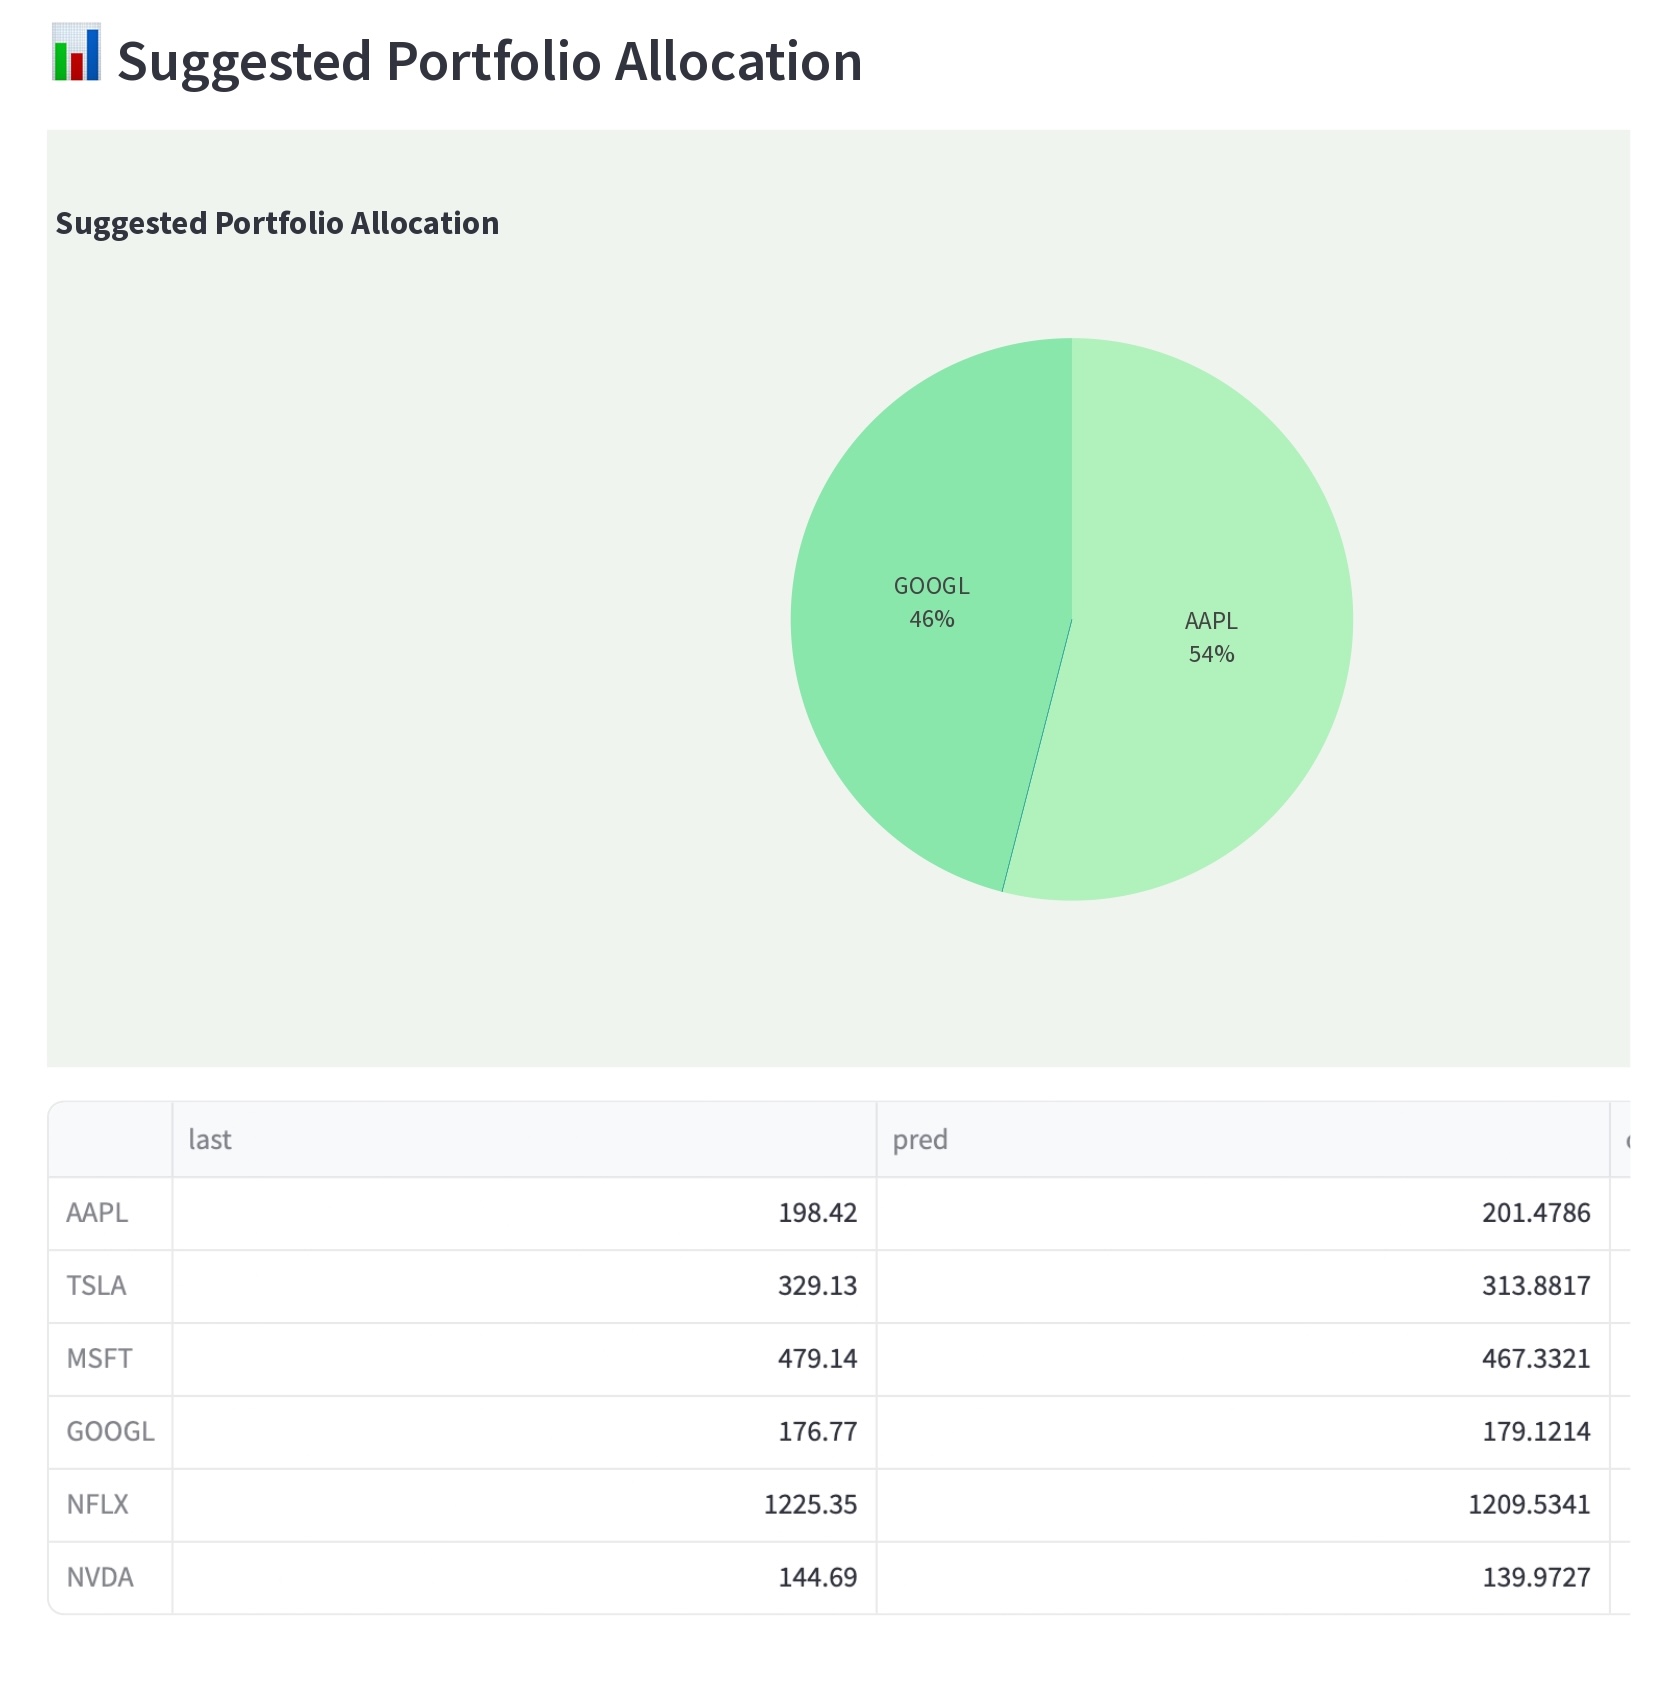 Suggested Portfolio Allocation
Suggested Portfolio Allocation
GOOGL
46%
AAPL
54%
last pred
AAPL 198.42 201.4786
TSLA 329.13 313.8817
MSFT 479.14 467.3321
GOOGL 176.77 179.1214
NFLX 1225.35 1209.5341
NVDA 144.69 139.9727